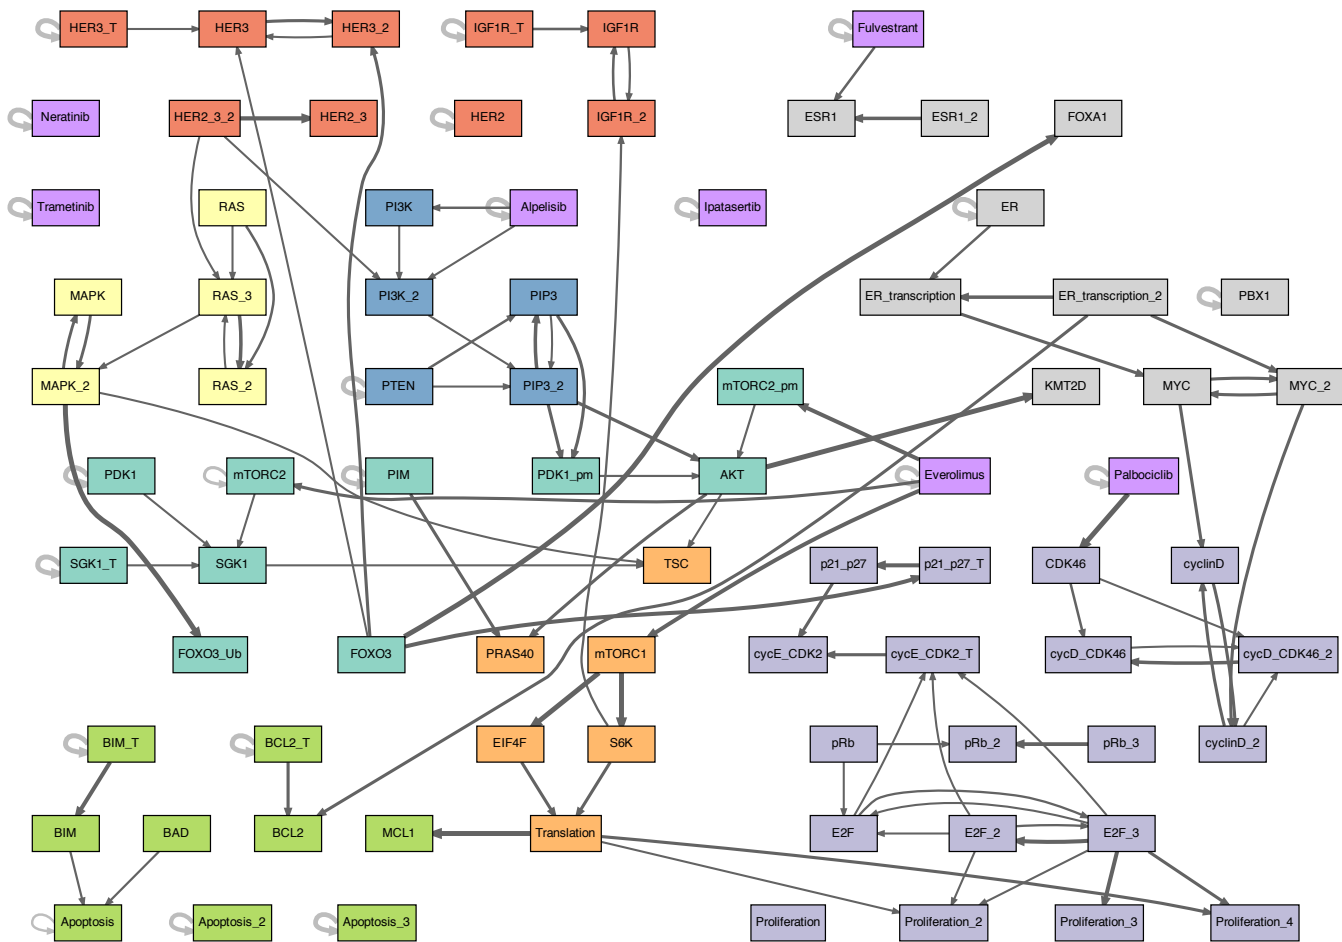 HER3_T
HER3
HER3_2
IGF1R_T
IGF1R
Fulvestrant
Neratinib
HER2_3_2
HER2_3
HER2
IGF1R_2
ESR1
ESR1_2
FOXA1
Trametinib
RAS
PI3K
Alpelisib
Ipatasertib
ER
MAPK
RAS_3
PI3K_2
PIP3
ER_transcription
ER_transcription_2
PBX1
MAPK_2
RAS_2
PTEN
PIP3_2
mTORC2_pm
KMT2D
MYC
MYC_2
PDK1
mTORC2
PIM
PDK1_pm
AKT
Everolimus
Palbociclib
SGK1_T
SGK1
TSC
p21_p27
p21_p27_T
CDK46
cyclinD
FOXO3_Ub
FOXO3
PRAS40
mTORC1
cycE_CDK2
cycE_CDK2_T
cycD_CDK46
cycD_CDK46_2
BIM_T
BCL2_T
EIF4F
S6K
pRb
pRb_2
pRb_3
cyclinD_2
BIM
BAD
BCL2
MCL1
Translation
E2F
E2F_2
E2F_3
Apoptosis
Apoptosis_2
Apoptosis_3
Proliferation
Proliferation_2
Proliferation_3
Proliferation_4